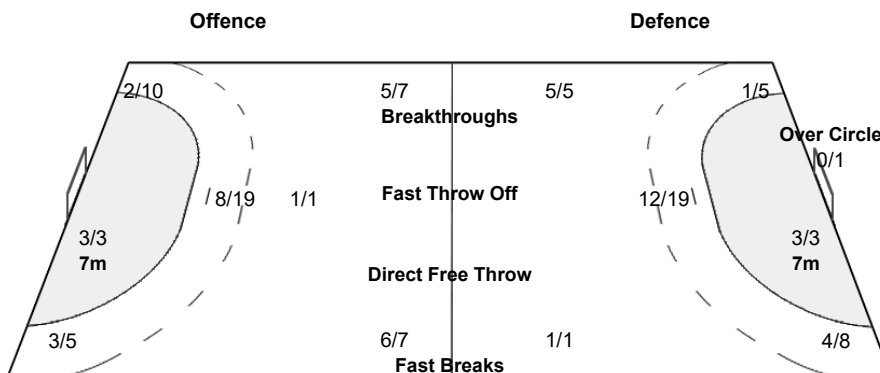 Offence Defence
2/10 5/7 5/5 1/5
Breakthroughs
Over Circle
0/1
8/19 1/1 Fast Throw Off 12/19
3/3 3/3
7m 7m
Direct Free Throw
3/5 6/7 1/1 4/8
Fast Breaks